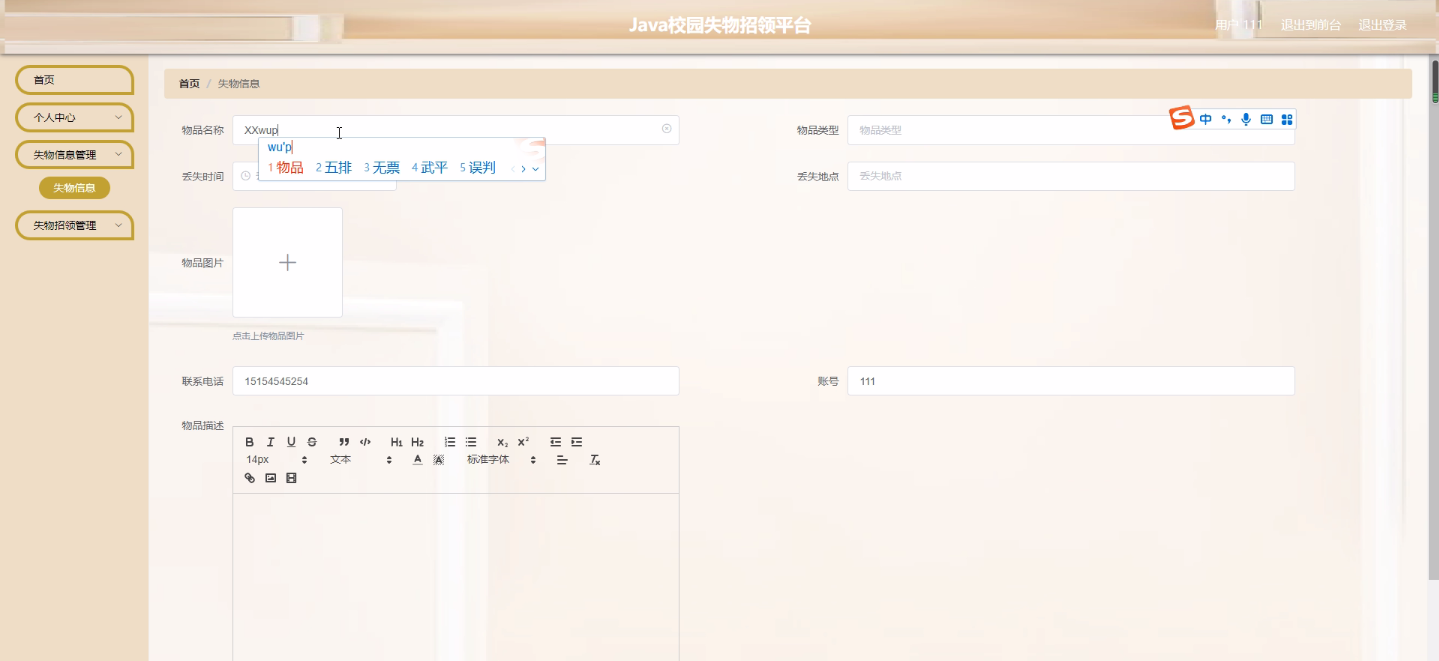 Java校园失物招领平台
用户 111 退出到前台 退出登录
首页
个人中心
失物信息管理
失物信息
失物招领管理
首页 / 失物信息
物品名称 XXwup
物品类型 物品类型
中
wu'p
1 物品 2 五排 3 无票 4 武平 5 误判
丢失时间
丢失地点 丢失地点
物品图片
点击上传物品图片
联系电话 15154545254
账号 111
物品描述
B I U S H1 H2 X2 X2
14px 文本 A A 标准字体 Tx